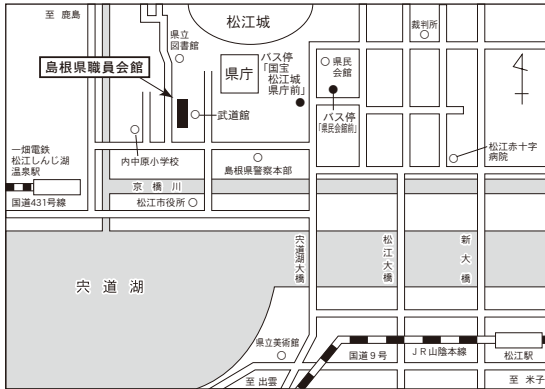 至 鹿島
県立
図書館
松江城
裁判所
島根県職員会館
県庁
バス停
「国宝
松江城
県庁前」
県民
会館
バス停
「県民会館前」
武道館
一畑電鉄
松江しんじ湖
温泉駅
内中原小学校
島根県警察本部
松江赤十字
病院
京橋川
国道431号線
松江市役所
宍道湖
宍道湖大橋
松江大橋
新大橋
県立美術館
国道9号
JR山陰本線
松江駅
至 出雲
至 米子